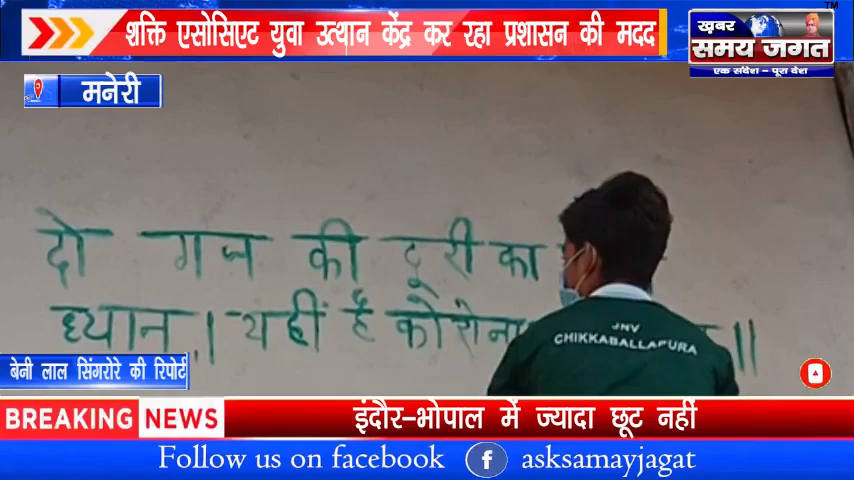 शक्ति एसोसिएट युवा उत्थान केंद्र कर रहा प्रशासन की मदद
ख़बर
समय जगत
एक संदेश – पूरा देश
TM
मनेरी
दो गज की दूरी का
ध्यान । यहीं है कोरोना ॥
JNV
CHIKKABALLAPURA
बेनी लाल सिंगरोरे की रिपोर्ट
BREAKING NEWS इंदौर–भोपाल में ज्यादा छूट नहीं
Follow us on facebook f asksamayjagat